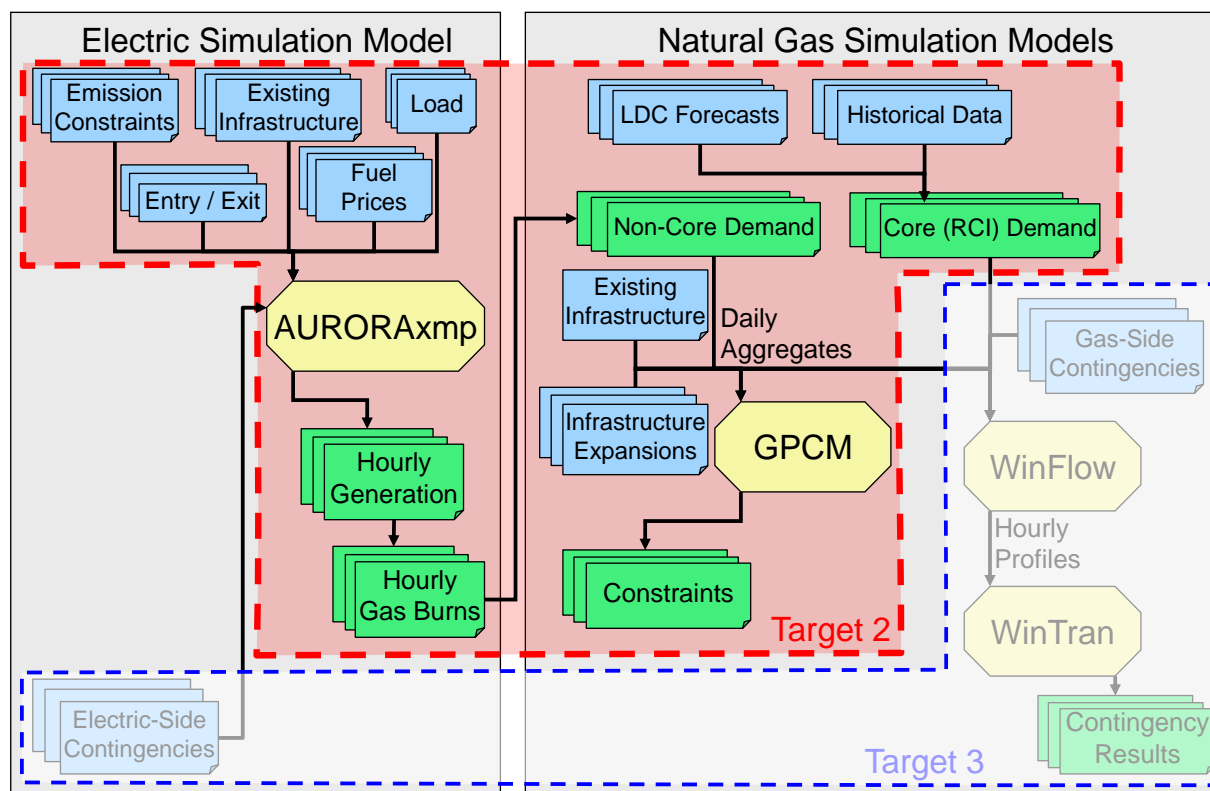 Electric Simulation Model
Natural Gas Simulation Models
Emission
Constraints
Existing
Infrastructure
Load
Entry / Exit
Fuel
Prices
LDC Forecasts
Historical Data
Non-Core Demand
Core (RCI) Demand
AURORAxmp
Existing
Infrastructure
Daily
Aggregates
Gas-Side
Contingencies
Infrastructure
Expansions
GPCM
Hourly
Generation
WinFlow
Hourly
Profiles
Hourly
Gas Burns
Constraints
Target 2
WinTran
Electric-Side
Contingencies
Contingency
Results
Target 3